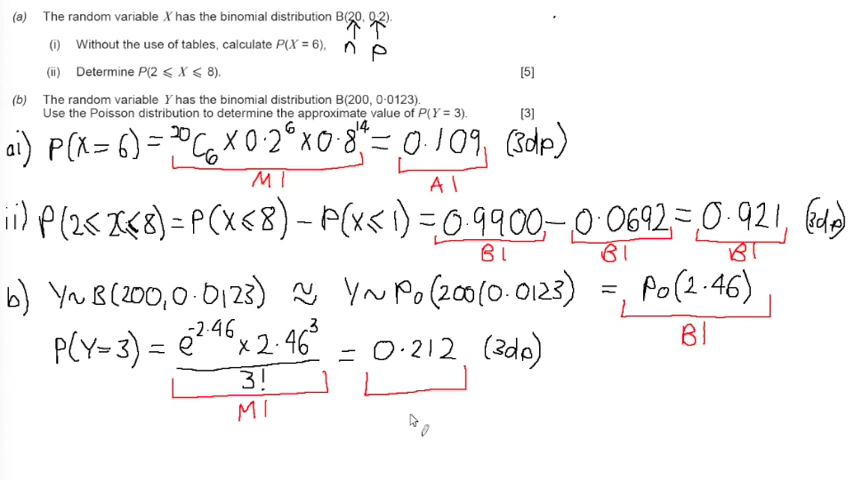 (a) The random variable X has the binomial distribution B(20, 0·2).
(i) Without the use of tables, calculate P(X = 6),
n p
(ii) Determine P(2 ⩽ X ⩽ 8). [5]
(b) The random variable Y has the binomial distribution B(200, 0·0123).
Use the Poisson distribution to determine the approximate value of P(Y = 3). [3]
ai) P(X=6) = ²⁰C₆ × 0·2⁶ × 0·8¹⁴ = 0·109 (3dp)
M1 A1
ii) P(2⩽X⩽8) = P(X⩽8) − P(X⩽1) = 0·9900 − 0·0692 = 0·921 (3dp)
B1 B1 B1
b) Y~B(200, 0·0123) ≈ Y~Po(200(0·0123) = Po(2·46)
B1
P(Y=3) = e^-2·46 × 2·46³ / 3! = 0·212 (3dp)
M1